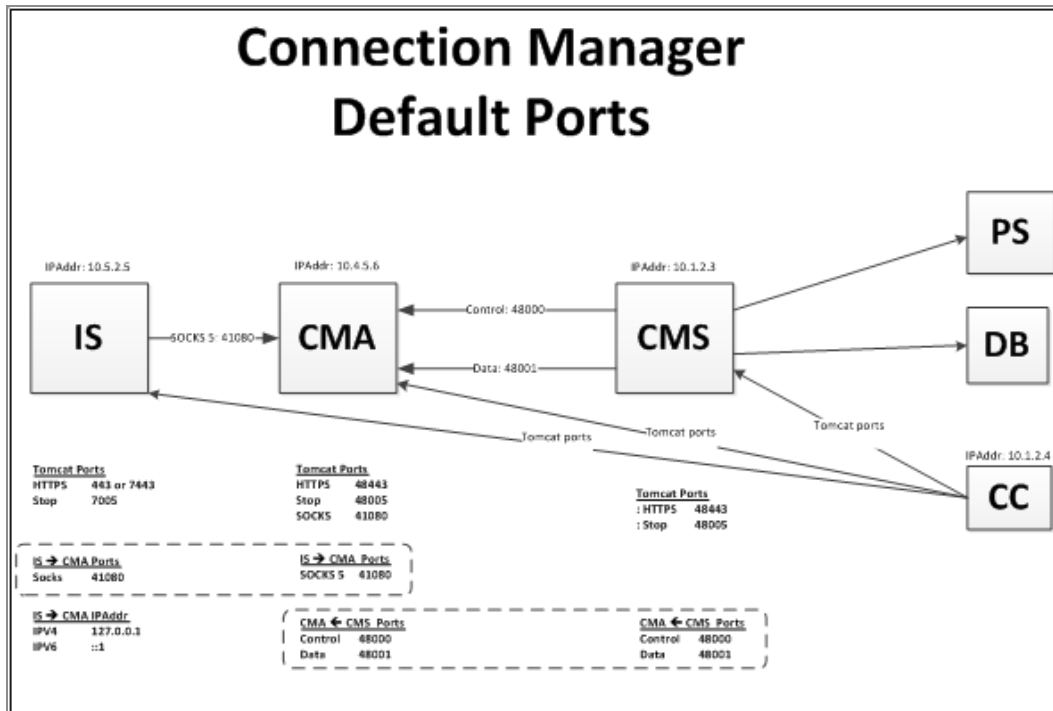 Connection Manager
Default Ports
PS
IPAddr: 10.5.2.5
IPAddr: 10.4.5.6
IPAddr: 10.1.2.3
IS
SOCKS 5: 41080
CMA
Control: 48000
Data: 48001
CMS
DB
Tomcat ports
Tomcat ports
Tomcat ports
IPAddr: 10.1.2.4
CC
Tomcat Ports
HTTPS 443 or 7443
Stop 7005
Tomcat Ports
HTTPS 48443
Stop 48005
SOCKS 41080
Tomcat Ports
: HTTPS 48443
: Stop 48005
IS → CMA Ports
Socks 41080
IS → CMA Ports
SOCKS 5 41080
IS → CMA IPAddr
IPV4 127.0.0.1
IPV6 ::1
CMA ← CMS Ports
Control 48000
Data 48001
CMA ← CMS Ports
Control 48000
Data 48001